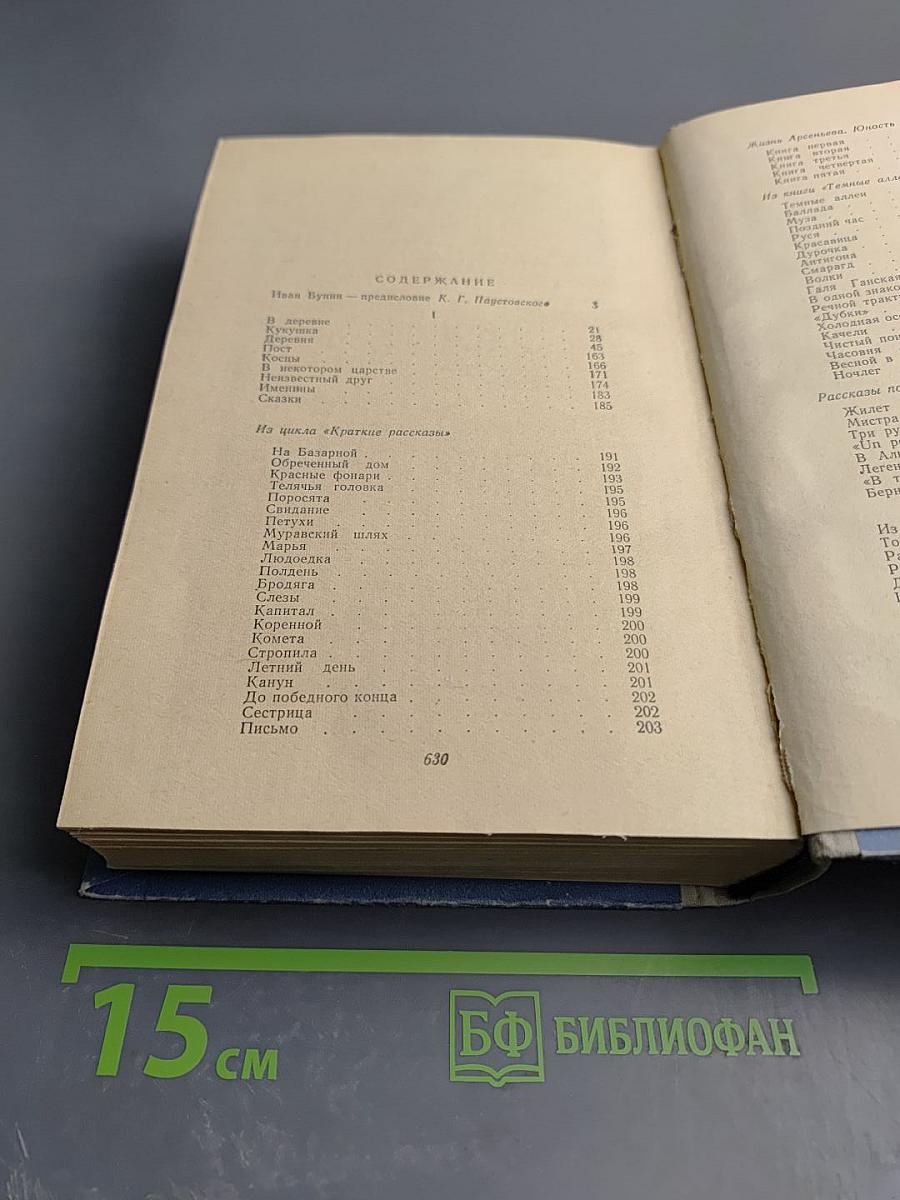 СОДЕРЖАНИЕ
Иван Бунин — предисловие К. Г. Паустовского 3
I
В деревне 21
Кукушка 28
Деревня 45
Пост 163
Косцы 166
В некотором царстве 171
Неизвестный друг 174
Именины 183
Сказки 185
Из цикла «Краткие рассказы»
На Базарной 191
Обреченный дом 192
Красные фонари 193
Телячья головка 195
Поросята 195
Свидание 196
Петухи 196
Муравский шлях 196
Марья 197
Людоедка 198
Полдень 198
Бродяга 198
Слезы 199
Капитал 199
Коренной 200
Комета 200
Стропила 200
Летний день 201
Канун 201
До победного конца 202
Сестрица 202
Письмо 203
630
Жизнь Арсеньева. Юность
Книга первая
Книга вторая
Книга третья
Книга четвертая
Книга пятая
Из книги «Темные
Темные аллеи
Баллада
Муза
Поздний час
Руся
Красавица
Дурочка
Антигона
Смарагд
Волки
Галя Ганская
В одной
Речной
«Дубки»
Холодная
Качели
Чистый
Часовня
Весной в
Ночлег
Рассказы
Жилет
Три
«Un
В
«В
Из
15 см
БФ БИБЛИОФАН